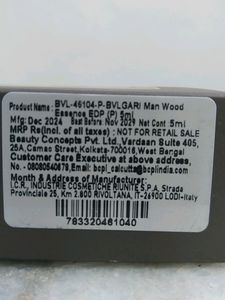 Product Name:- BVL-46104-P-BVLGARI Man Wood
Essence EDP (P) 5ml
Mfg: Dec 2024 Best Before: Nov 2029 Net Cont: 5ml
MRP Rs(Incl. of all taxes) : NOT FOR RETAIL SALE
Beauty Concepts Pvt. Ltd.,Vardaan Suite 405,
25A,Camac Street,Kolkata-700016,West Bengal
Customer Care Executive at above address,
No - 08080540679,Email:-bcpl_calcutta@bcplindia.com
Month & Address of Manufacturer:
I.C.R., INDUSTRIE COSMETICHE RIUNITE S.P.A, Strada
Provinciale 25, Km 2.800 RIVOLTANA, IT-26900 LODI-Italy
783320461040